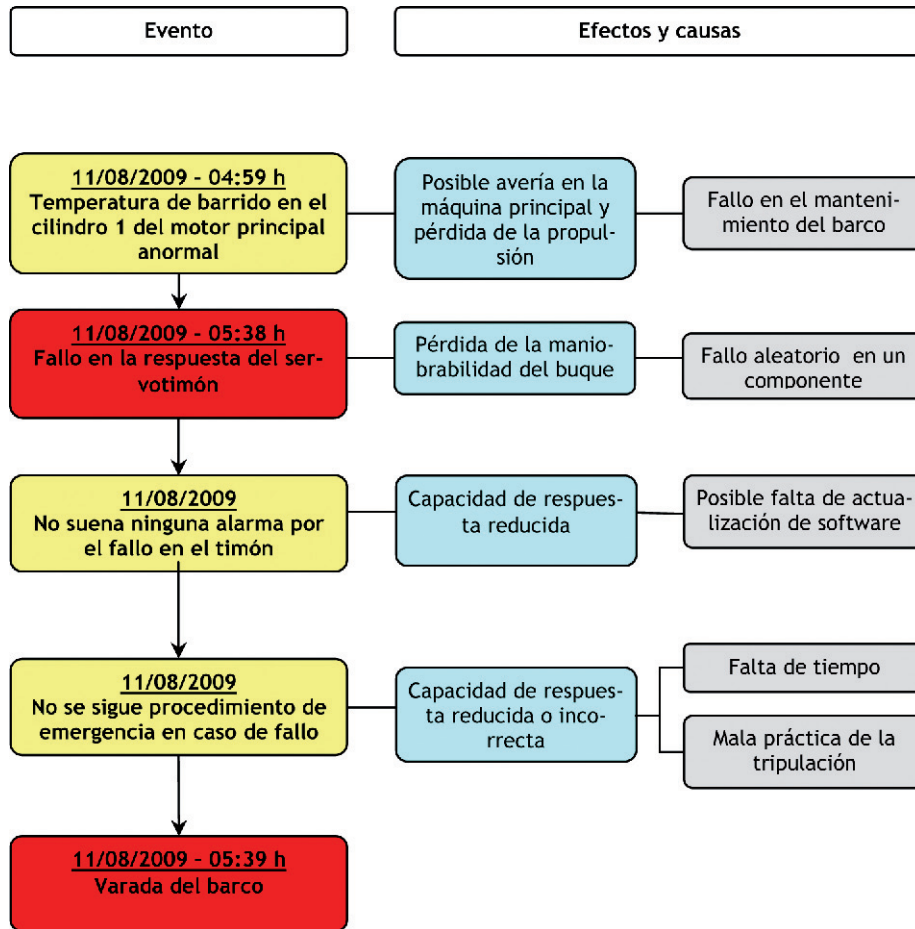 Evento
Efectos y causas
11/08/2009 - 04:59 h
Temperatura de barrido en el
cilindro 1 del motor principal
anormal
Posible avería en la
máquina principal y
pérdida de la propul-
sión
Fallo en el manteni-
miento del barco
11/08/2009 - 05:38 h
Fallo en la respuesta del ser-
votimón
Pérdida de la manio-
brabilidad del buque
Fallo aleatorio en un
componente
11/08/2009
No suena ninguna alarma por
el fallo en el timón
Capacidad de respues-
ta reducida
Posible falta de actua-
lización de software
11/08/2009
No se sigue procedimiento de
emergencia en caso de fallo
Capacidad de respues-
ta reducida o inco-
rrecta
Falta de tiempo
Mala práctica de la
tripulación
11/08/2009 - 05:39 h
Varada del barco